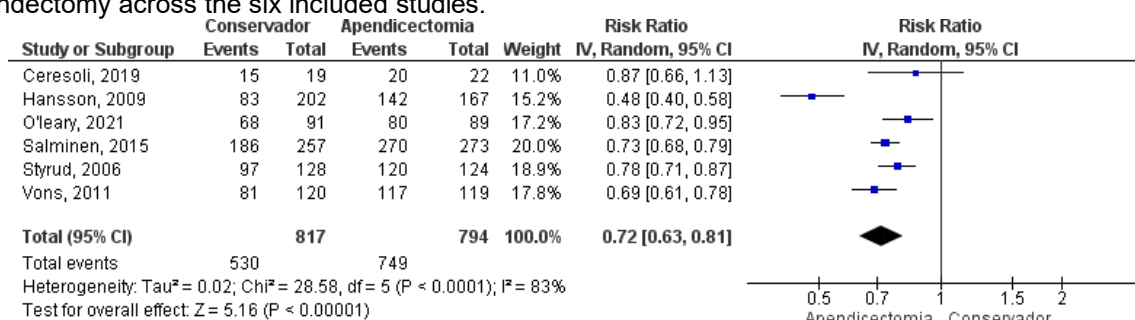 ndectomy across the six included studies.
Conservador Apendicectomia Risk Ratio Risk Ratio
Study or Subgroup Events Total Events Total Weight IV, Random, 95% CI IV, Random, 95% CI
Ceresoli, 2019 15 19 20 22 11.0% 0.87 [0.66, 1.13]
Hansson, 2009 83 202 142 167 15.2% 0.48 [0.40, 0.58]
O'leary, 2021 68 91 80 89 17.2% 0.83 [0.72, 0.95]
Salminen, 2015 186 257 270 273 20.0% 0.73 [0.68, 0.79]
Styrud, 2006 97 128 120 124 18.9% 0.78 [0.71, 0.87]
Vons, 2011 81 120 117 119 17.8% 0.69 [0.61, 0.78]
Total (95% CI) 817 794 100.0% 0.72 [0.63, 0.81]
Total events 530 749
Heterogeneity: Tau² = 0.02; Chi² = 28.58, df = 5 (P < 0.0001); I² = 83%
Test for overall effect: Z = 5.16 (P < 0.00001)
0.5 0.7 1 1.5 2
Apendicectomia Conservador